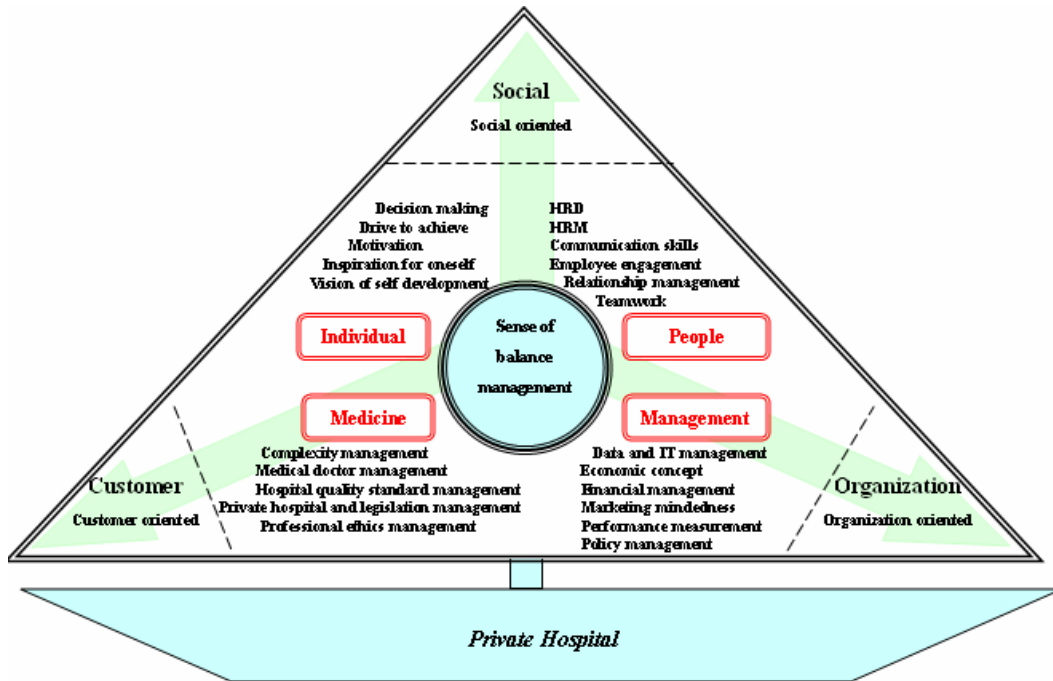 Social
Social oriented
Decision making
Drive to achieve
Motivation
Inspiration for oneself
Vision of self development
HRD
HRM
Communication skills
Employee engagement
Relationship management
Teamwork
Individual
Sense of
balance
management
People
Medicine
Management
Complexity management
Medical doctor management
Hospital quality standard management
Private hospital and legislation management
Professional ethics management
Data and IT management
Economic concept
Financial management
Marketing mindedness
Performance measurement
Policy management
Customer
Customer oriented
Organization
Organization oriented
Private Hospital